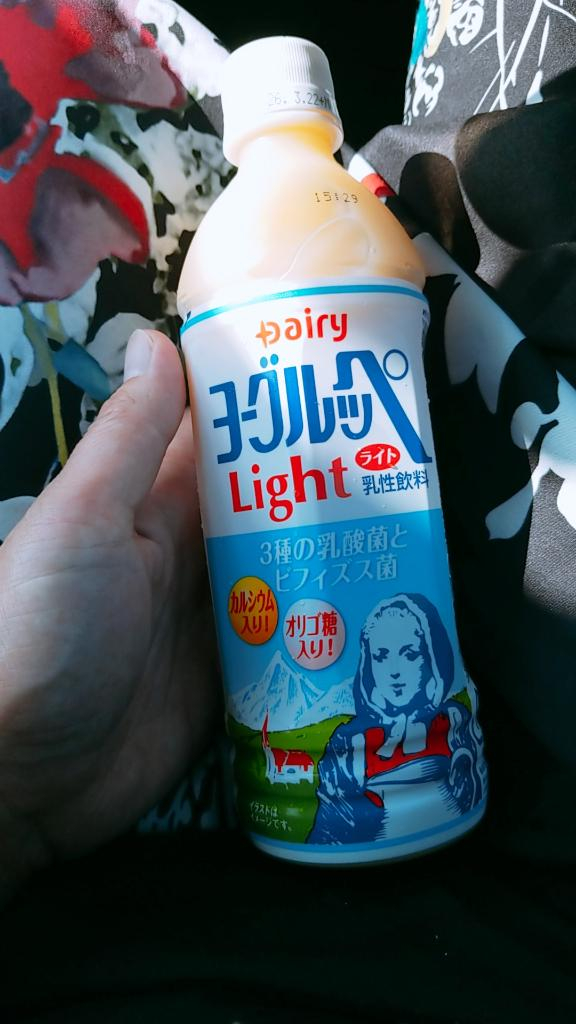 26. 3.22+M
15:29
Dairy
ヨーグルッペ
Light ライト
乳性飲料
3種の乳酸菌と
ビフィズス菌
カルシウム
入り!
オリゴ糖
入り!
イラストは
イメージです。